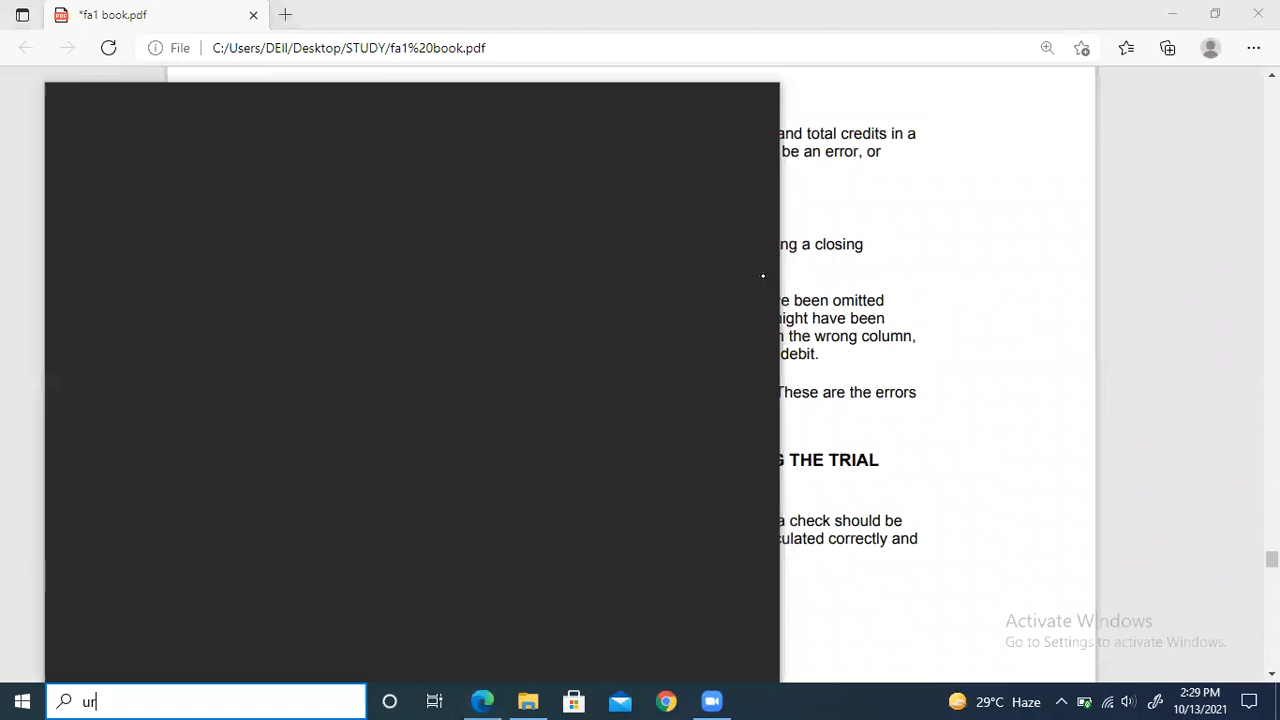 *fa1 book.pdf
File
C:/Users/DEll/Desktop/STUDY/fa1%20book.pdf
and total credits in a
be an error, or
ng a closing
e been omitted
ight have been
the wrong column,
debit.
These are the errors
THE TRIAL
a check should be
culated correctly and
Activate Windows
Go to Settings to activate Windows.
ur
29°C Haze
2:29 PM
10/13/2021